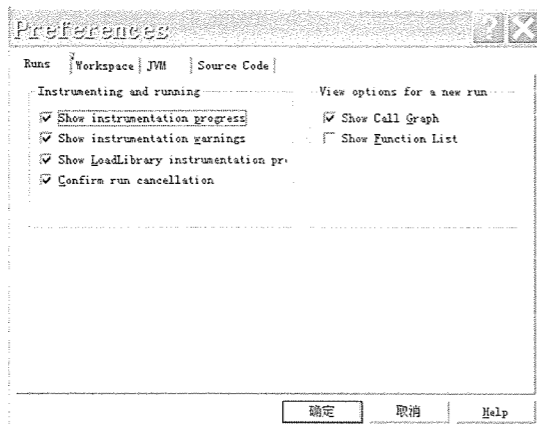 Preferences
Runs Workspace JVM Source Code
Instrumenting and running
Show instrumentation progress
Show instrumentation warnings
Show LoadLibrary instrumentation pr
Confirm run cancellation
View options for a new run
Show Call Graph
Show Function List
确定 取消 Help